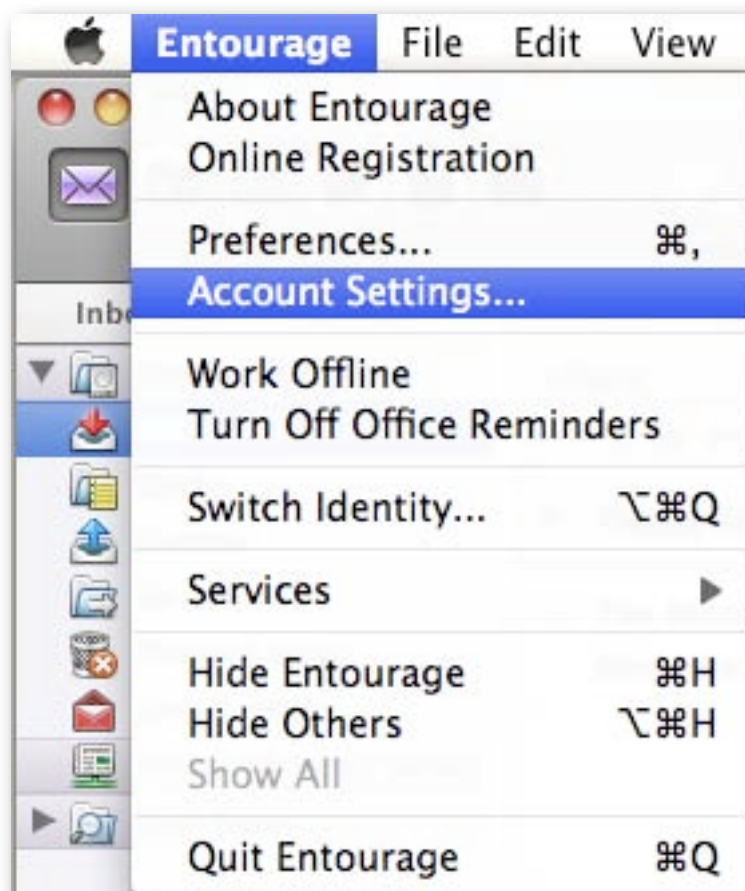 Entourage File Edit View
About Entourage
Online Registration
Preferences... ⌘,
Account Settings...
Inb
Work Offline
Turn Off Office Reminders
Switch Identity... ⌥⌘Q
Services ▶
Hide Entourage ⌘H
Hide Others ⌥⌘H
Show All
Quit Entourage ⌘Q